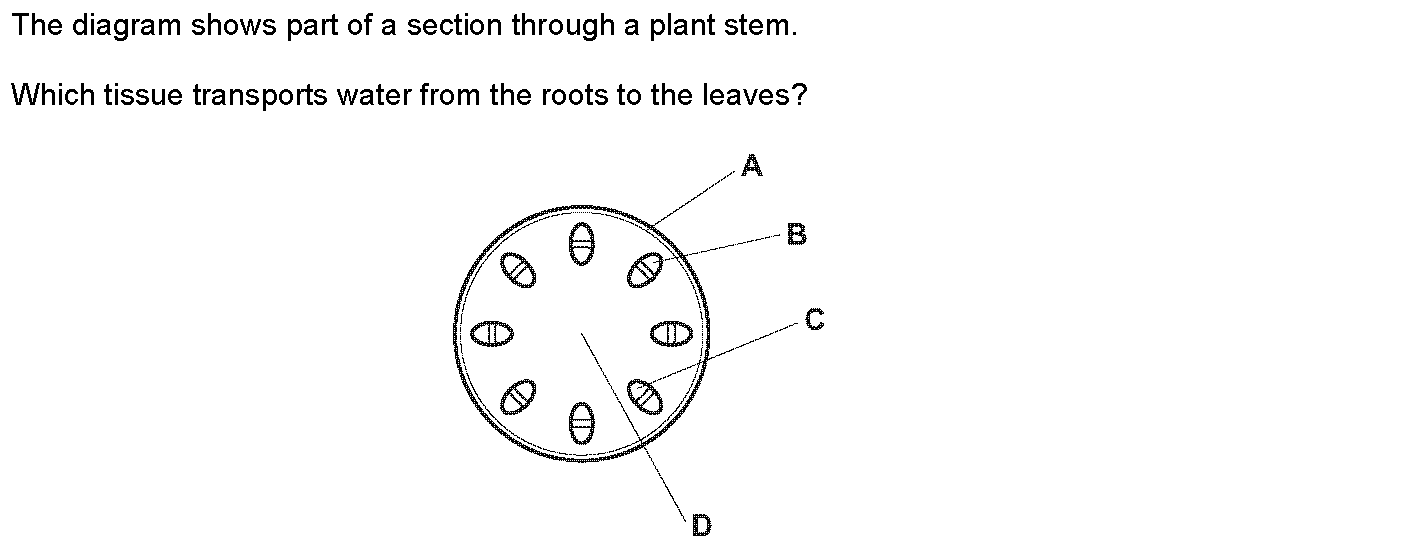 The diagram shows part of a section through a plant stem.
Which tissue transports water from the roots to the leaves?
A
B
C
D